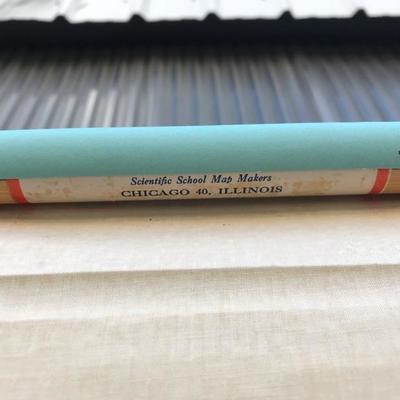 Scientific School Map Makers
CHICAGO 40, ILLINOIS